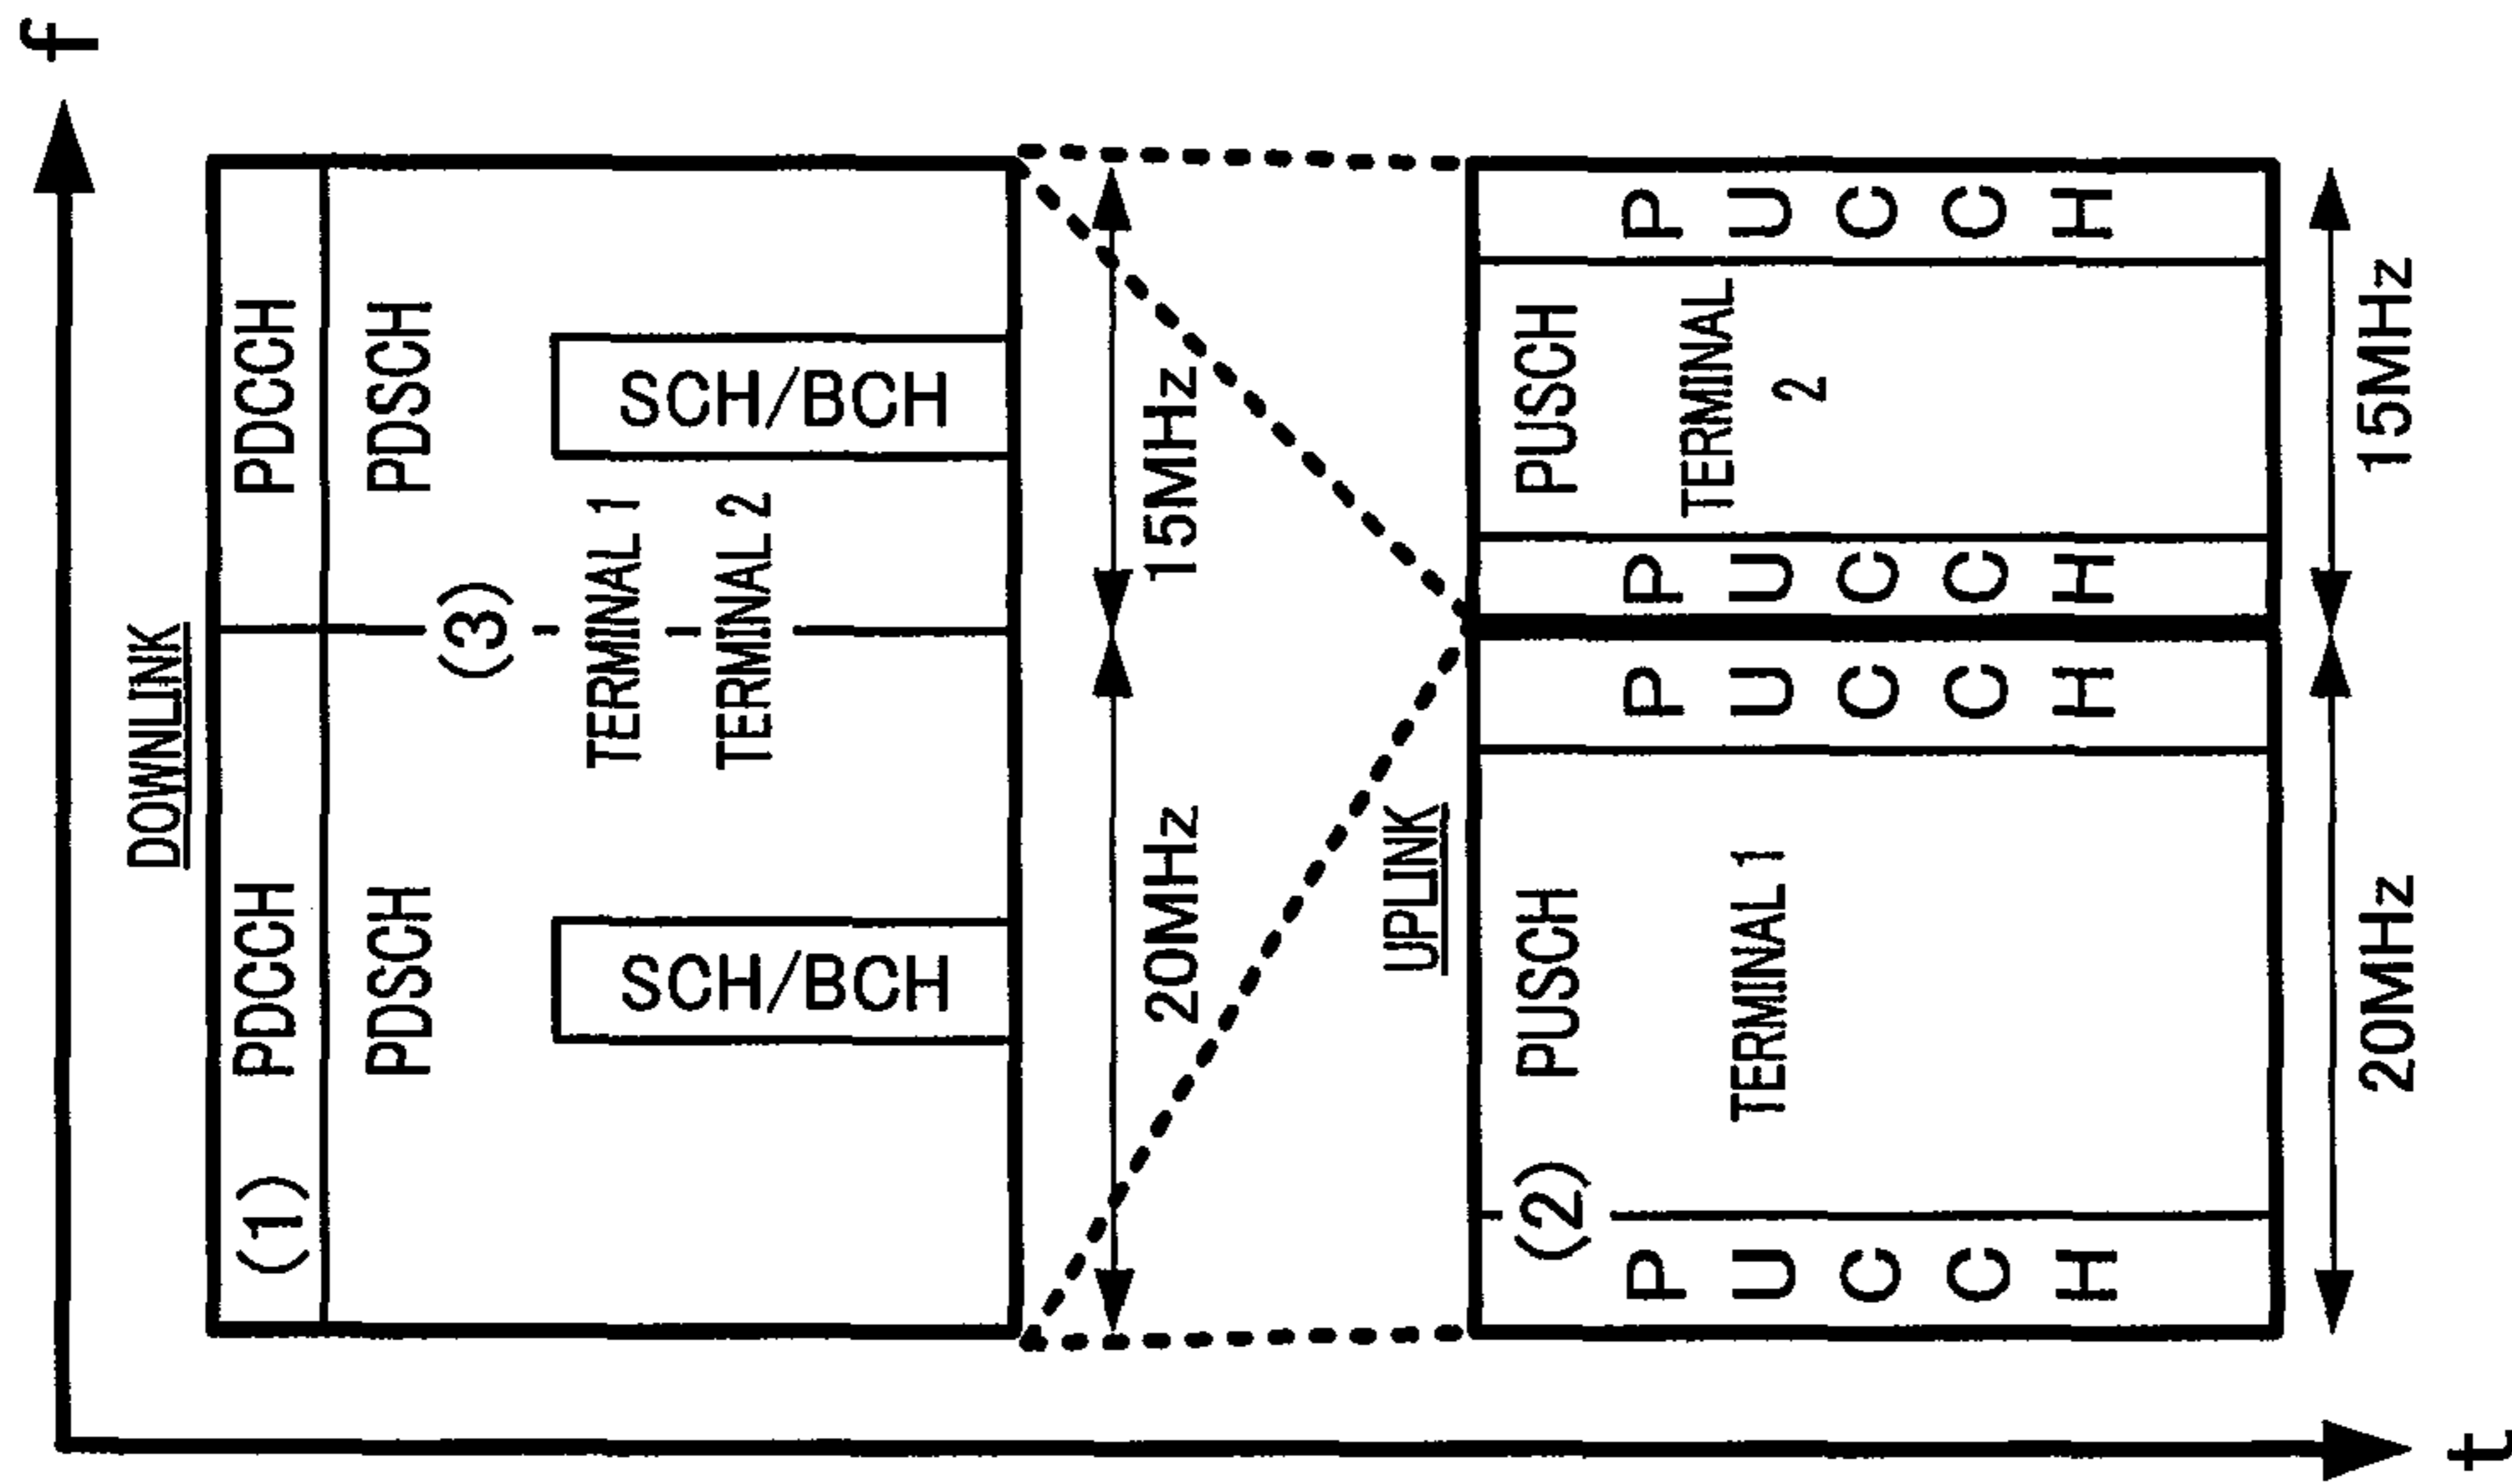 f
DOWNLINK
(1)
PDCCH
PDCCH
PDSCH
(3)
PDSCH
TERMINAL 1
TERMINAL 2
SCH/BCH
SCH/BCH
20MHz
15MHz
UPLINK
PUCCH
(2)
PUSCH
TERMINAL 1
PUCCH
PUCCH
PUSCH
TERMINAL
2
PUCCH
20MHz
15MHz
t